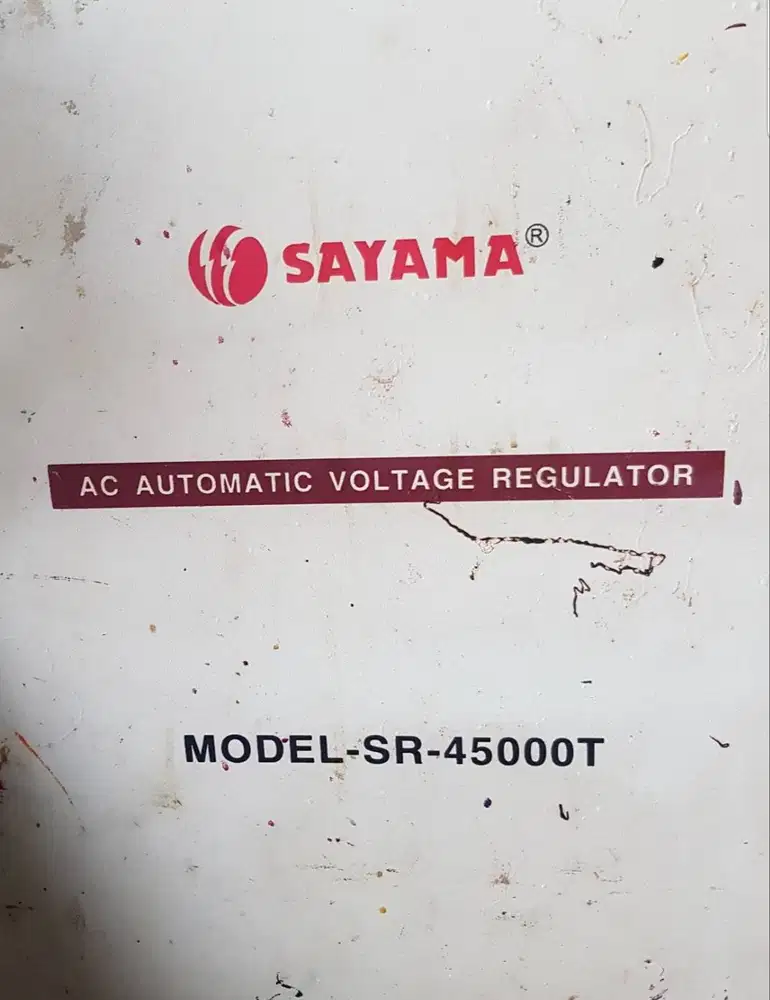 SAYAMA®
AC AUTOMATIC VOLTAGE REGULATOR
MODEL-SR-45000T